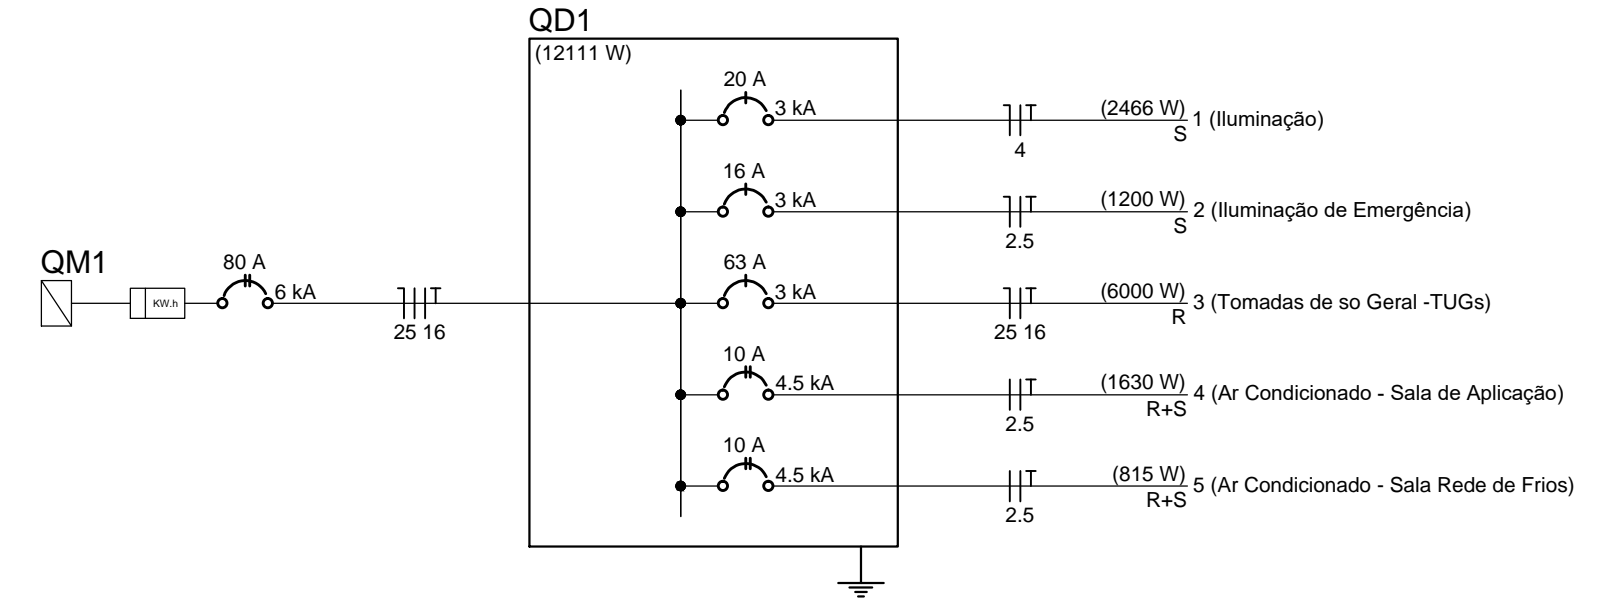 QD1
(12111 W)
20 A
3 kA
(2466 W)
1 (Iluminação)
S
4
16 A
3 kA
(1200 W)
2 (Iluminação de Emergência)
S
2.5
QM1
KW.h
80 A
6 kA
T
25 16
63 A
3 kA
T
(6000 W)
3 (Tomadas de so Geral -TUGs)
R
25 16
10 A
4.5 kA
(1630 W)
4 (Ar Condicionado - Sala de Aplicação)
R+S
2.5
10 A
4.5 kA
(815 W)
5 (Ar Condicionado - Sala Rede de Frios)
R+S
2.5